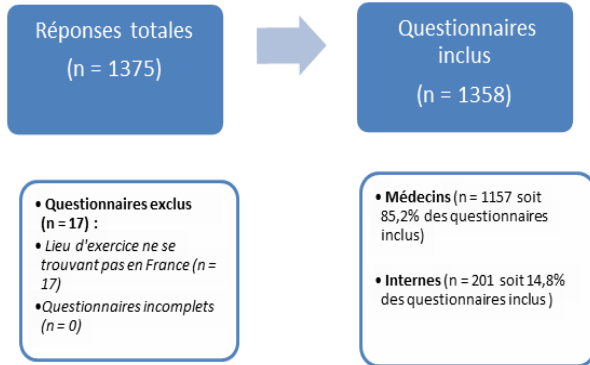 Réponses totales
(n = 1375)
Questionnaires
inclus
(n = 1358)
• Questionnaires exclus
(n = 17) :
• Lieu d'exercice ne se
trouvant pas en France (n =
17)
•Questionnaires incomplets
(n = 0)
• Médecins (n = 1157 soit
85,2% des questionnaires
inclus)
• Internes (n = 201 soit 14,8%
des questionnaires inclus )